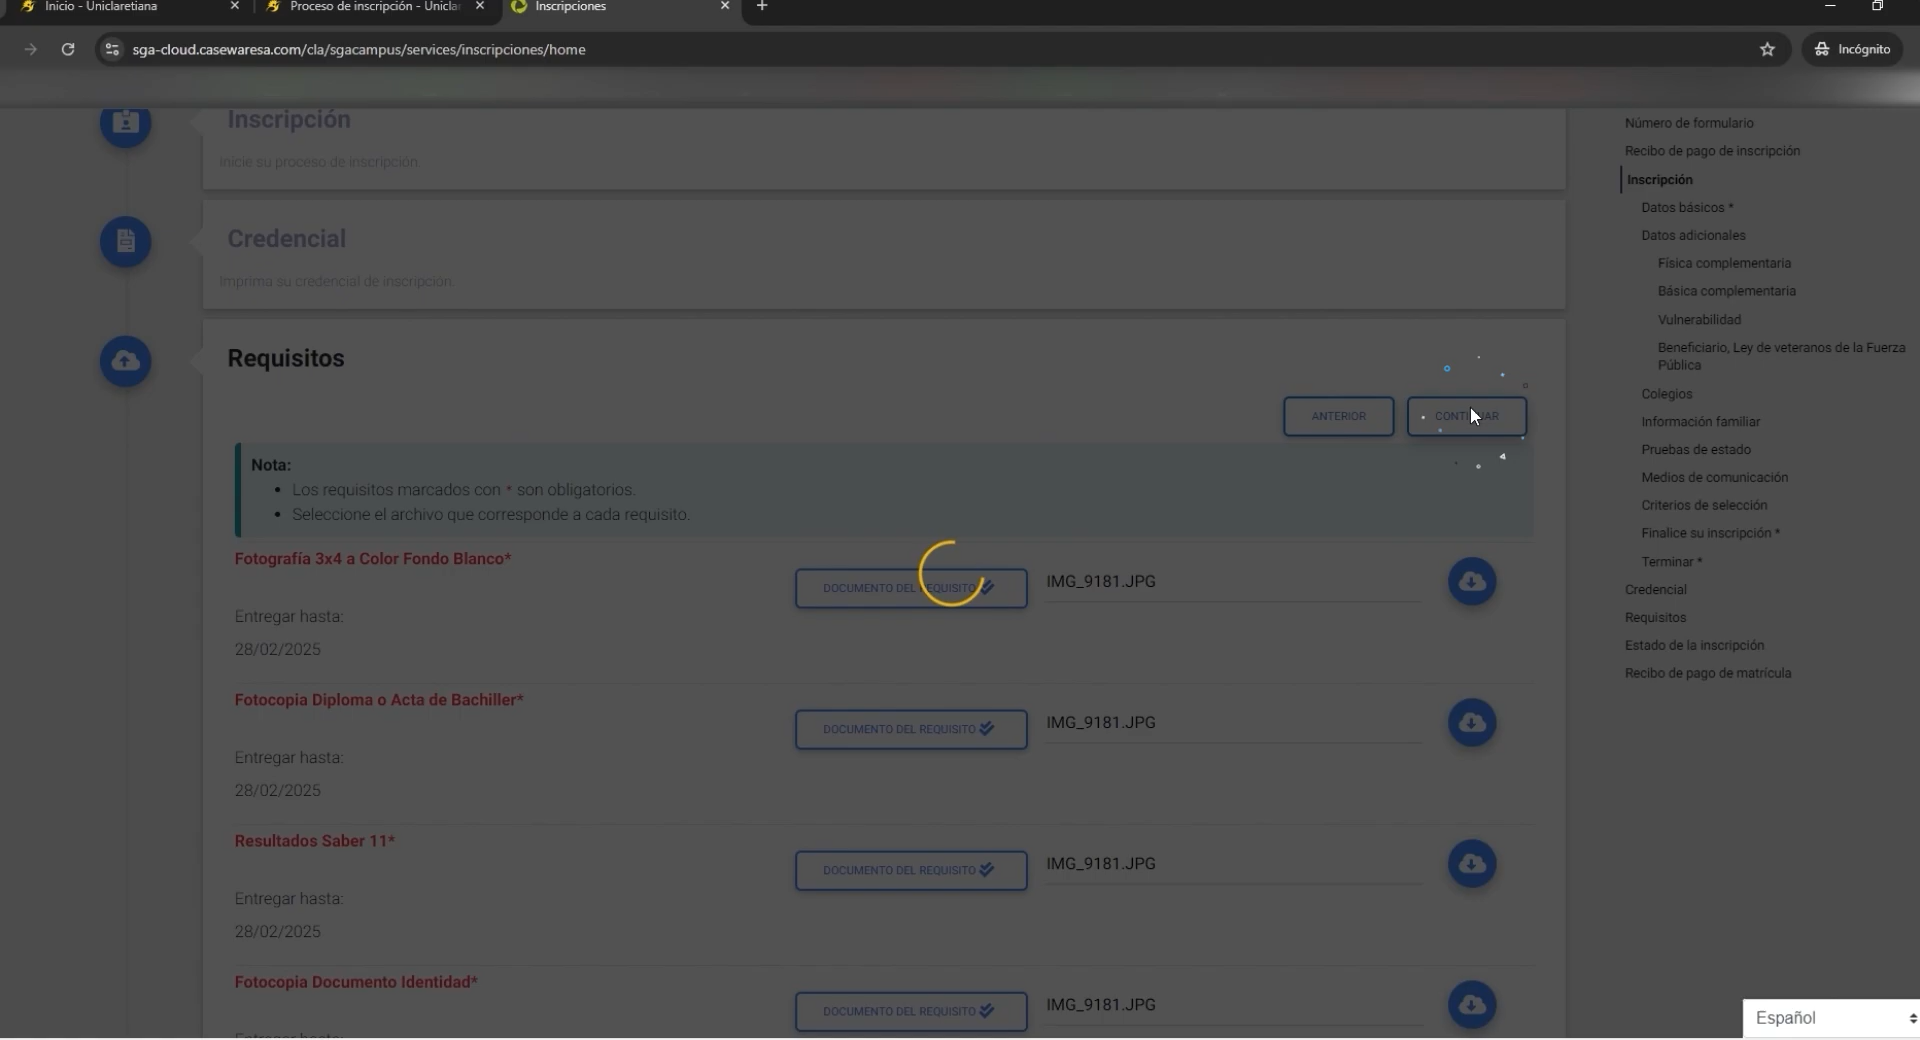 Inicio - Uniclaretiana
Proceso de inscripción - Unicla
Inscripciones
sga-cloud.casewaresa.com/cla/sgacampus/services/inscripciones/home
Incógnito
Inscripción
Inicie su proceso de inscripción.
Credencial
Imprima su credencial de inscripción.
Requisitos
ANTERIOR
CONTINUAR
Nota:
Los requisitos marcados con * son obligatorios.
Seleccione el archivo que corresponde a cada requisito.
Fotografía 3x4 a Color Fondo Blanco*
DOCUMENTO DEL REQUISITO
IMG_9181.JPG
Entregar hasta:
28/02/2025
Fotocopia Diploma o Acta de Bachiller*
DOCUMENTO DEL REQUISITO
IMG_9181.JPG
Entregar hasta:
28/02/2025
Resultados Saber 11*
DOCUMENTO DEL REQUISITO
IMG_9181.JPG
Entregar hasta:
28/02/2025
Fotocopia Documento Identidad*
DOCUMENTO DEL REQUISITO
IMG_9181.JPG
Entregar hasta:
Número de formulario
Recibo de pago de inscripción
Inscripción
Datos básicos *
Datos adicionales
Física complementaria
Básica complementaria
Vulnerabilidad
Beneficiario, Ley de veteranos de la Fuerza
Pública
Colegios
Información familiar
Pruebas de estado
Medios de comunicación
Criterios de selección
Finalice su inscripción *
Terminar *
Credencial
Requisitos
Estado de la inscripción
Recibo de pago de matrícula
Español